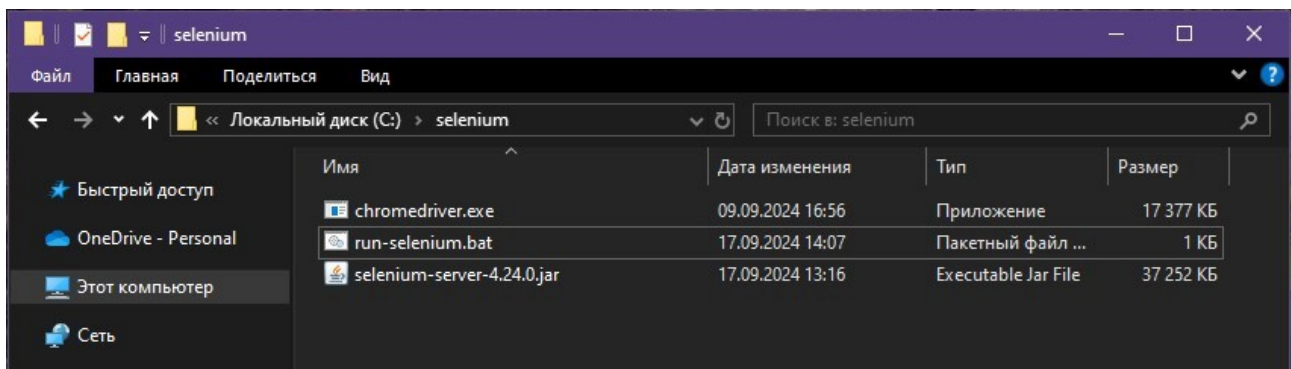 selenium
Файл Главная Поделиться Вид
« Локальный диск (C:) › selenium Поиск в: selenium
Имя Дата изменения Тип Размер
Быстрый доступ
OneDrive - Personal
Этот компьютер
Сеть
chromedriver.exe 09.09.2024 16:56 Приложение 17 377 КБ
run-selenium.bat 17.09.2024 14:07 Пакетный файл ... 1 КБ
selenium-server-4.24.0.jar 17.09.2024 13:16 Executable Jar File 37 252 КБ